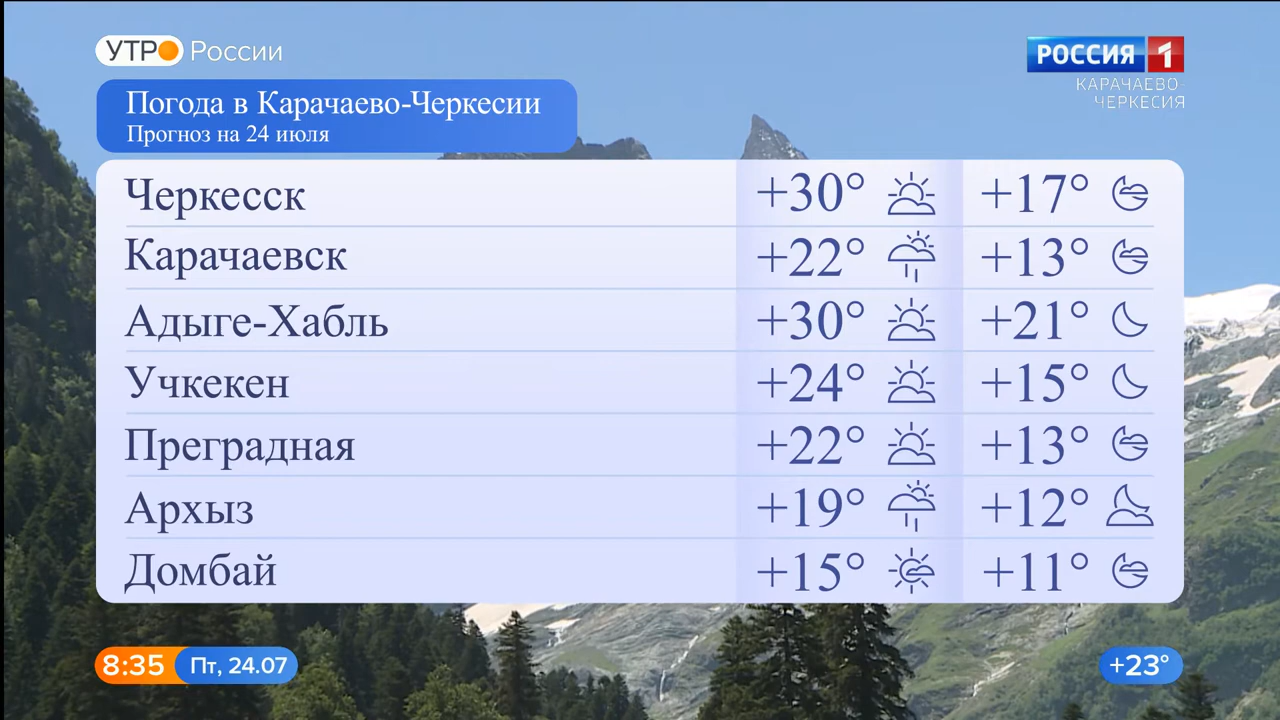 УТРО России
РОССИЯ 1
КАРАЧАЕВО-
ЧЕРКЕСИЯ
Погода в Карачаево-Черкесии
Прогноз на 24 июля
Черкесск +30° +17°
Карачаевск +22° +13°
Адыге-Хабль +30° +21°
Учкекен +24° +15°
Преградная +22° +13°
Архыз +19° +12°
Домбай +15° +11°
8:35 Пт, 24.07 +23°